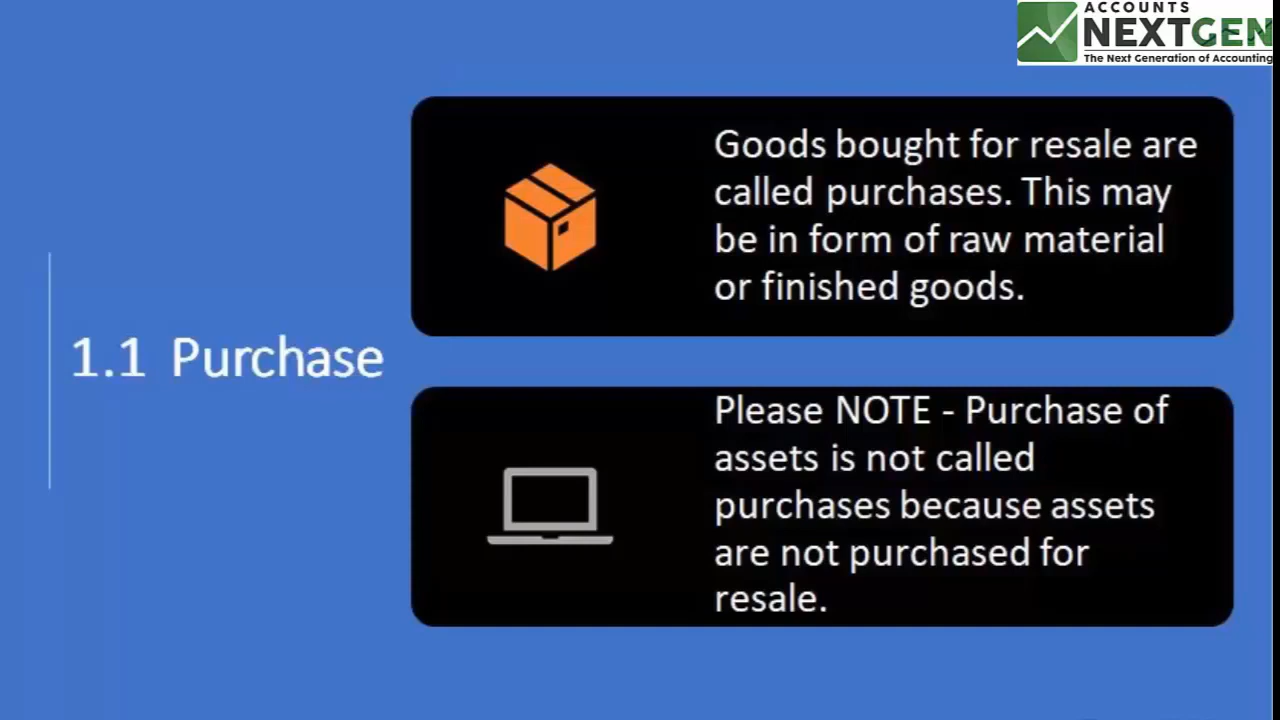 ACCOUNTS
NEXTGEN
The Next Generation of Accounting
Goods bought for resale are
called purchases. This may
be in form of raw material
or finished goods.
1.1 Purchase
Please NOTE - Purchase of
assets is not called
purchases because assets
are not purchased for
resale.